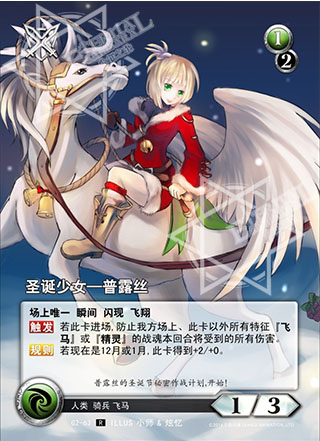 1
2
圣诞少女—普露丝
场上唯一 瞬间 闪现 飞翔
触发 若此卡进场,防止我方场上、此卡以外所有特征『飞
马』或『精灵』的战魂本回合将受到的所有伤害。
规则 若现在是12月或1月,此卡得到+2/+0。
普露丝的圣诞节秘密作战计划,开始!
人类 骑兵 飞马
1 / 3
R ILLUS 小师 & 炫忆